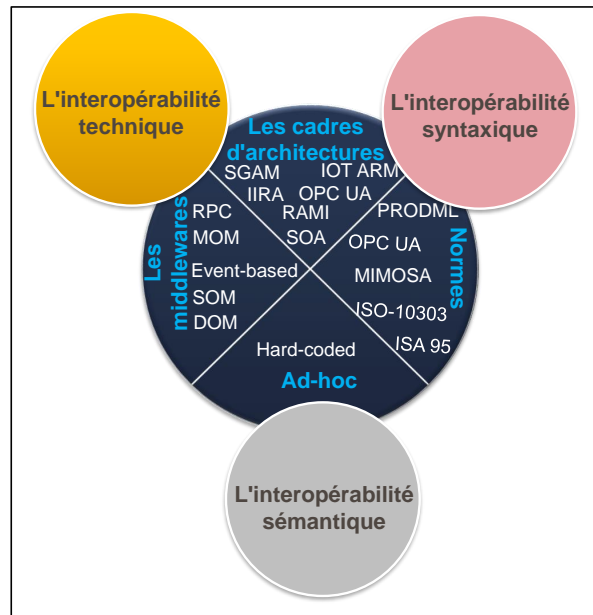 L'interopérabilité
technique
L'interopérabilité
syntaxique
Les cadres
d'architectures
SGAM
IOT ARM
IIRA
OPC UA
RAMI
SOA
Les
middlewares
RPC
MOM
Event-based
SOM
DOM
PRODML
OPC UA
MIMOSA
ISO-10303
ISA 95
Normes
Hard-coded
Ad-hoc
L'interopérabilité
sémantique